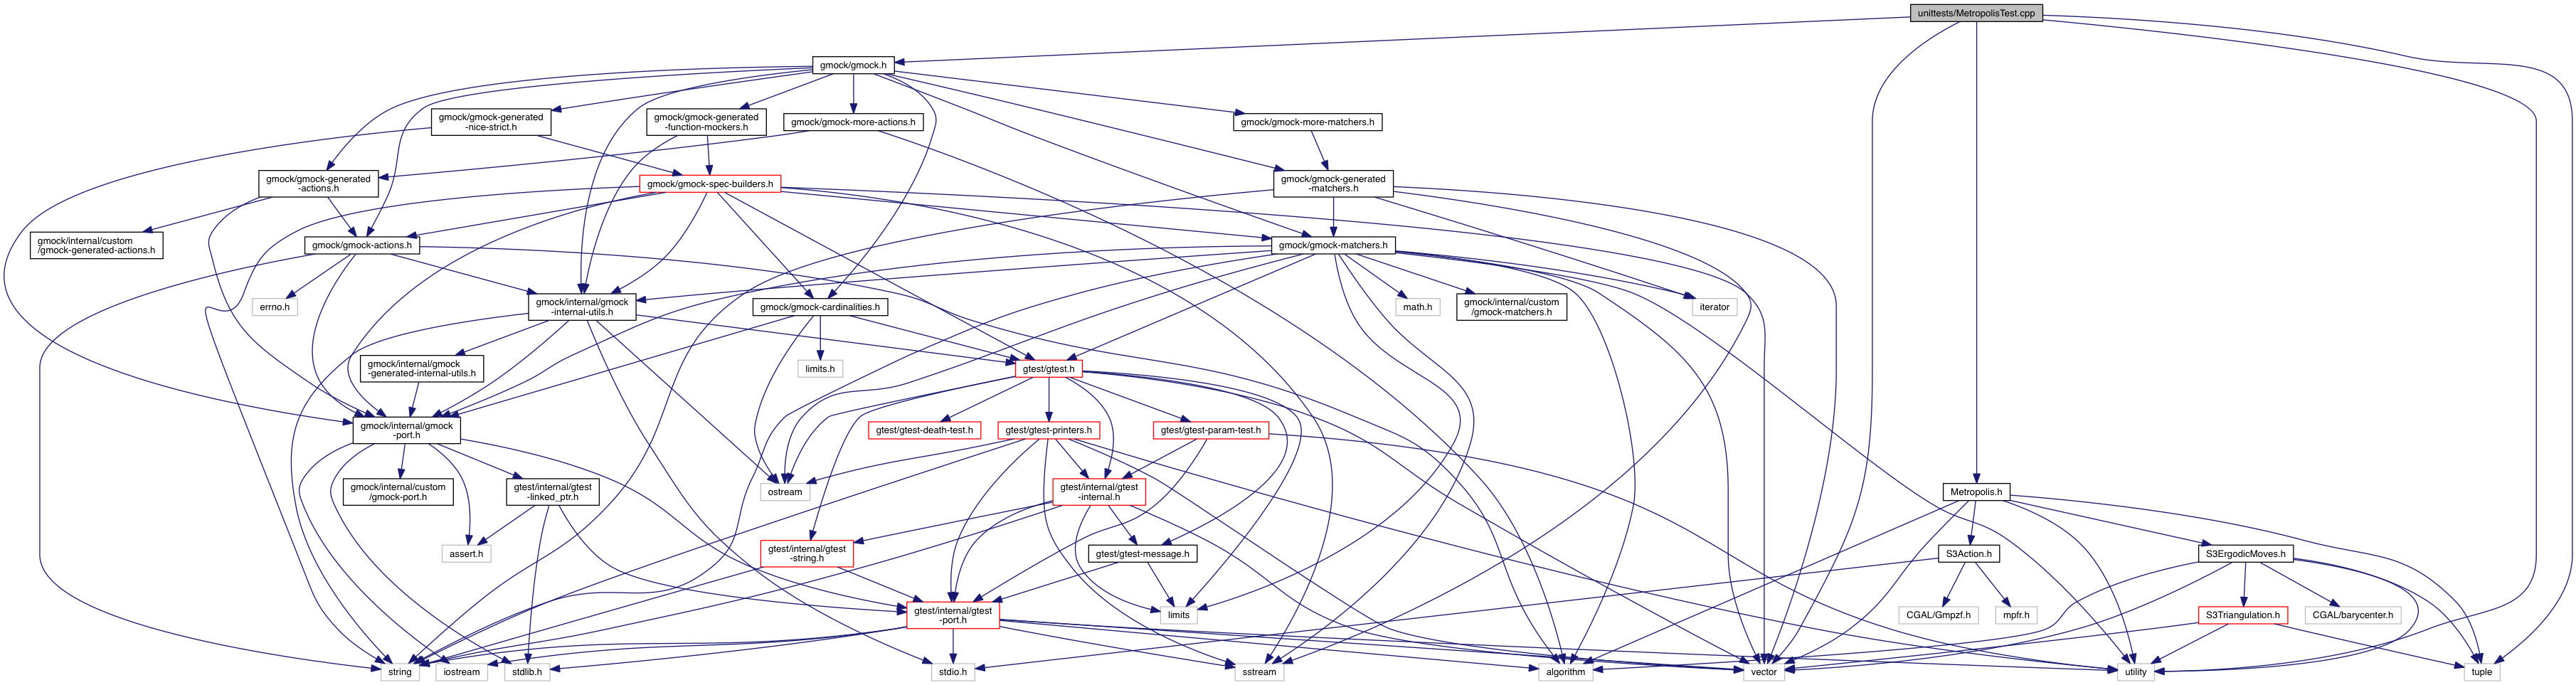 unittests/MetropolisTest.cpp
gmock/gmock.h
gmock/gmock-generated
-nice-strict.h
gmock/gmock-generated
-function-mockers.h
gmock/gmock-more-actions.h
gmock/gmock-more-matchers.h
gmock/gmock-generated
-actions.h
gmock/gmock-spec-builders.h
gmock/gmock-generated
-matchers.h
gmock/internal/custom
/gmock-generated-actions.h
gmock/gmock-actions.h
gmock/gmock-matchers.h
errno.h
gmock/internal/gmock
-internal-utils.h
gmock/gmock-cardinalities.h
math.h
gmock/internal/custom
/gmock-matchers.h
iterator
gmock/internal/gmock
-generated-internal-utils.h
limits.h
gtest/gtest.h
gmock/internal/gmock
-port.h
gtest/gtest-death-test.h
gtest/gtest-printers.h
gtest/gtest-param-test.h
gmock/internal/custom
/gmock-port.h
gtest/internal/gtest
-linked_ptr.h
ostream
gtest/internal/gtest
-internal.h
Metropolis.h
assert.h
gtest/internal/gtest
-string.h
gtest/gtest-message.h
S3Action.h
S3ErgodicMoves.h
gtest/internal/gtest
-port.h
limits
CGAL/Gmpzf.h
mpfr.h
S3Triangulation.h
CGAL/barycenter.h
string
iostream
stdlib.h
stdio.h
sstream
algorithm
vector
utility
tuple